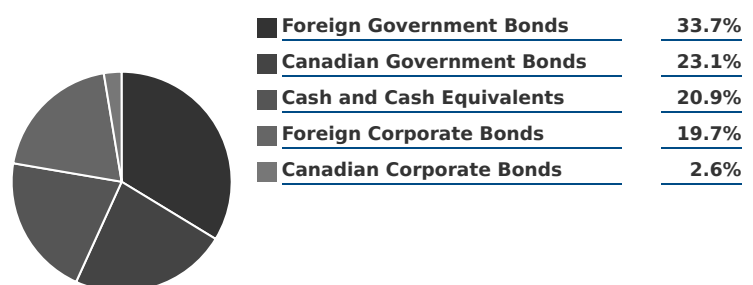 Foreign Government Bonds 33.7%
Canadian Government Bonds 23.1%
Cash and Cash Equivalents 20.9%
Foreign Corporate Bonds 19.7%
Canadian Corporate Bonds 2.6%